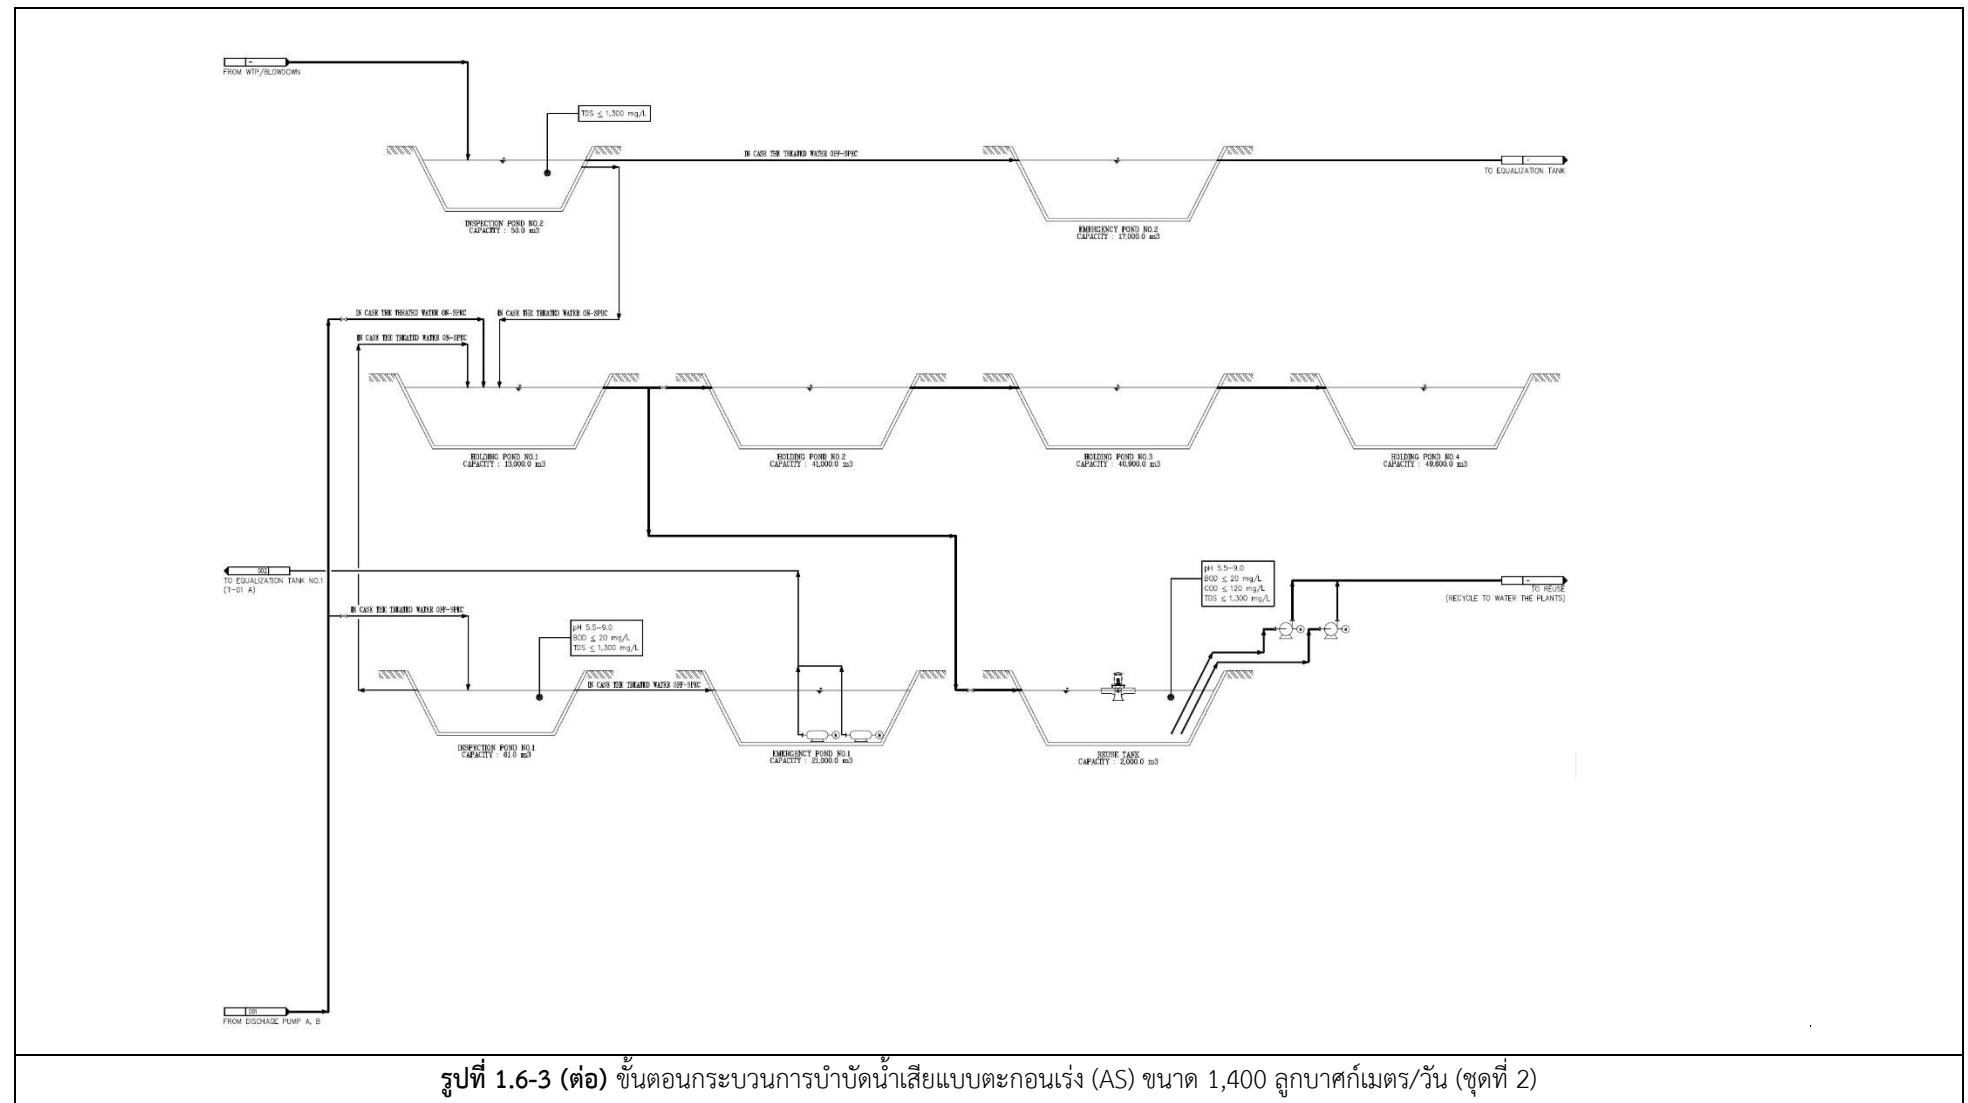 -
FROM WTP/BLOWDOWN
TDS ≤ 1,300 mg/L
IN CASE THE TREATED WATER OFF-SPEC
-
TO EQUALIZATION TANK
INSPECTION POND NO.2
CAPACITY : 50.0 m3
EMERGENCY POND NO.2
CAPACITY : 17,000.0 m3
IN CASE THE TREATED WATER ON-SPEC
IN CASE THE TREATED WATER ON-SPEC
IN CASE THE TREATED WATER ON-SPEC
HOLDING POND NO.1
CAPACITY : 13,000.0 m3
HOLDING POND NO.2
CAPACITY : 41,000.0 m3
HOLDING POND NO.3
CAPACITY : 40,900.0 m3
HOLDING POND NO.4
CAPACITY : 49,600.0 m3
002
TO EQUALIZATION TANK NO.1
(T-01 A)
pH 5.5-9.0
BOD ≤ 20 mg/L
COD ≤ 120 mg/L
TDS ≤ 1,300 mg/L
-
TO REUSE
(RECYCLE TO WATER THE PLANTS)
IN CASE THE TREATED WATER OFF-SPEC
pH 5.5-9.0
BOD ≤ 20 mg/L
TDS ≤ 1,300 mg/L
IN CASE THE TREATED WATER OFF-SPEC
INSPECTION POND NO.1
CAPACITY : 61.0 m3
EMERGENCY POND NO.1
CAPACITY : 21,000.0 m3
REUSE TANK
CAPACITY : 2,000.0 m3
001
FROM DISCHAGE PUMP A, B
รูปที่ 1.6-3 (ต่อ) ขั้นตอนกระบวนการบำบัดน้ำเสียแบบตะกอนเร่ง (AS) ขนาด 1,400 ลูกบาศก์เมตร/วัน (ชุดที่ 2)